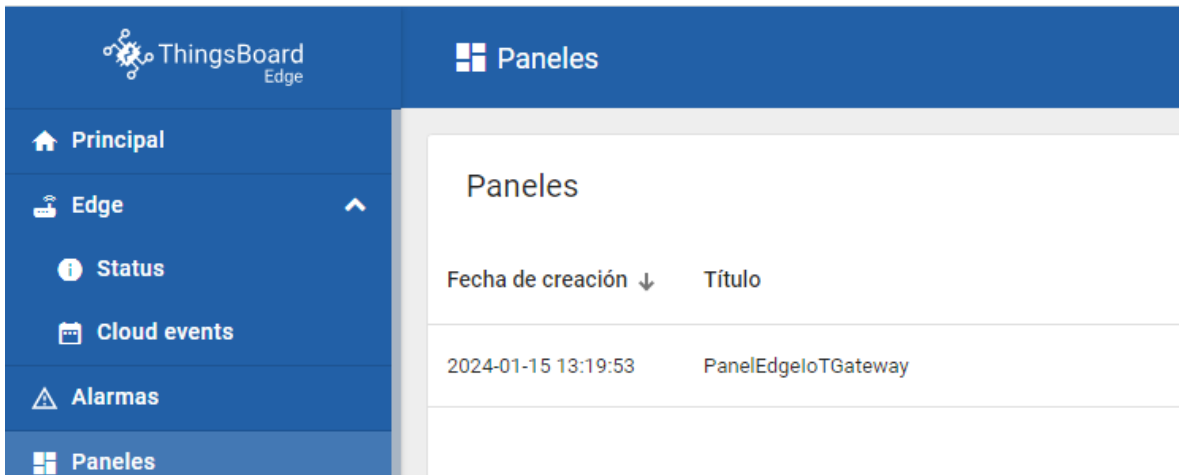 ThingsBoard
Edge
Paneles
Principal
Edge
Status
Cloud events
Alarmas
Paneles
Paneles
Fecha de creación Título
2024-01-15 13:19:53 PanelEdgeIoTGateway